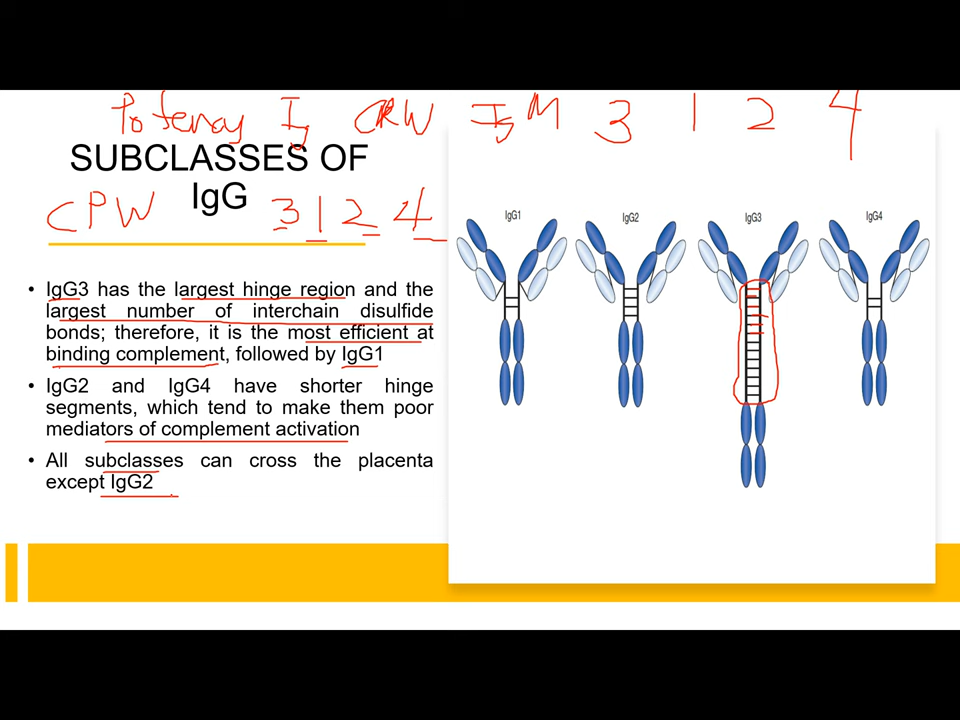 Potency Ig CPW IgM 3 1 2 4
SUBCLASSES OF
IgG
CPW 3 1 2 4
• IgG3 has the largest hinge region and the
largest number of interchain disulfide
bonds; therefore, it is the most efficient at
binding complement, followed by IgG1
• IgG2 and IgG4 have shorter hinge
segments, which tend to make them poor
mediators of complement activation
• All subclasses can cross the placenta
except IgG2
IgG1 IgG2 IgG3 IgG4